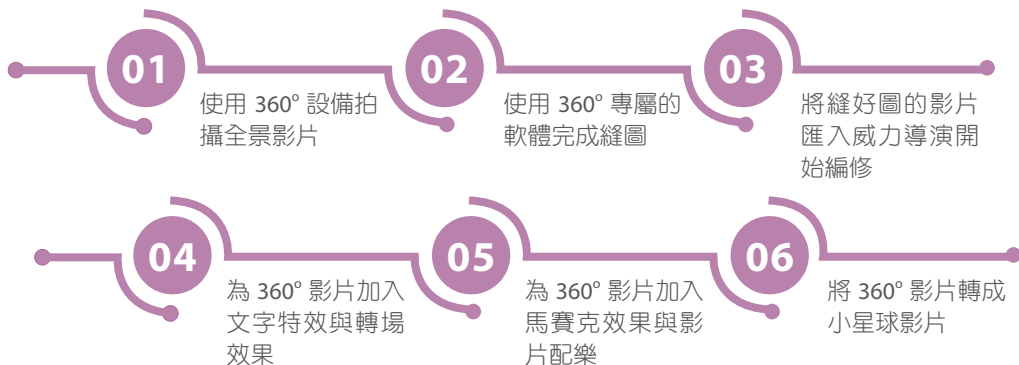 01
使用 360° 設備拍
攝全景影片
02
使用 360° 專屬的
軟體完成縫圖
03
將縫好圖的影片
匯入威力導演開
始編修
04
為 360° 影片加入
文字特效與轉場
效果
05
為 360° 影片加入
馬賽克效果與影
片配樂
06
將 360° 影片轉成
小星球影片